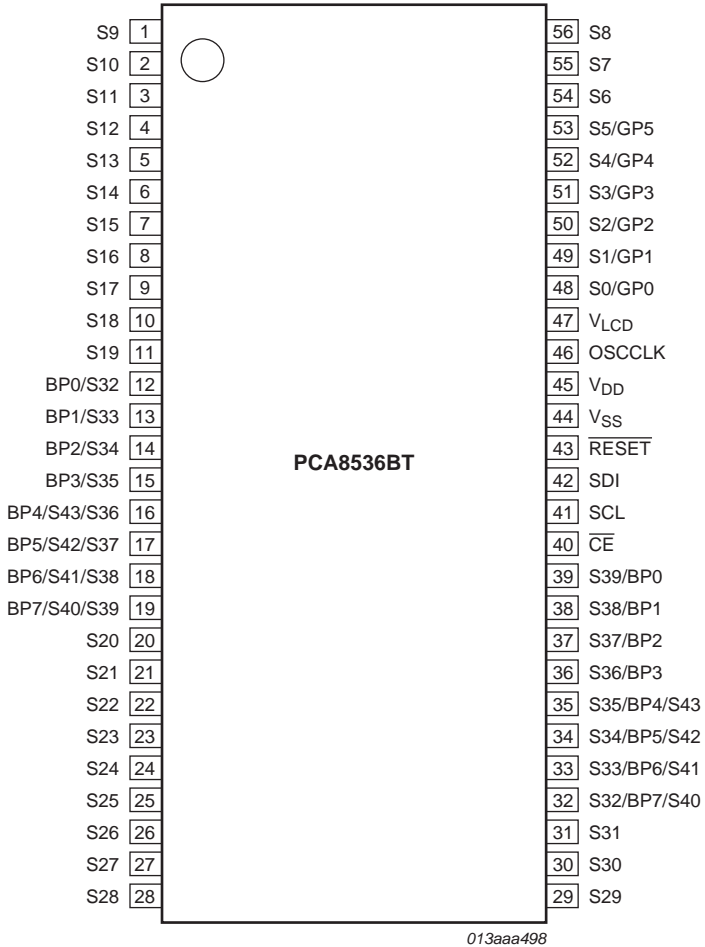 S9 1 56 S8
S10 2 55 S7
S11 3 54 S6
S12 4 53 S5/GP5
S13 5 52 S4/GP4
S14 6 51 S3/GP3
S15 7 50 S2/GP2
S16 8 49 S1/GP1
S17 9 48 S0/GP0
S18 10 47 VLCD
S19 11 46 OSCCLK
BP0/S32 12 45 VDD
BP1/S33 13 44 VSS
BP2/S34 14 43 RESET
PCA8536BT
BP3/S35 15 42 SDI
BP4/S43/S36 16 41 SCL
BP5/S42/S37 17 40 CE
BP6/S41/S38 18 39 S39/BP0
BP7/S40/S39 19 38 S38/BP1
S20 20 37 S37/BP2
S21 21 36 S36/BP3
S22 22 35 S35/BP4/S43
S23 23 34 S34/BP5/S42
S24 24 33 S33/BP6/S41
S25 25 32 S32/BP7/S40
S26 26 31 S31
S27 27 30 S30
S28 28 29 S29
013aaa498